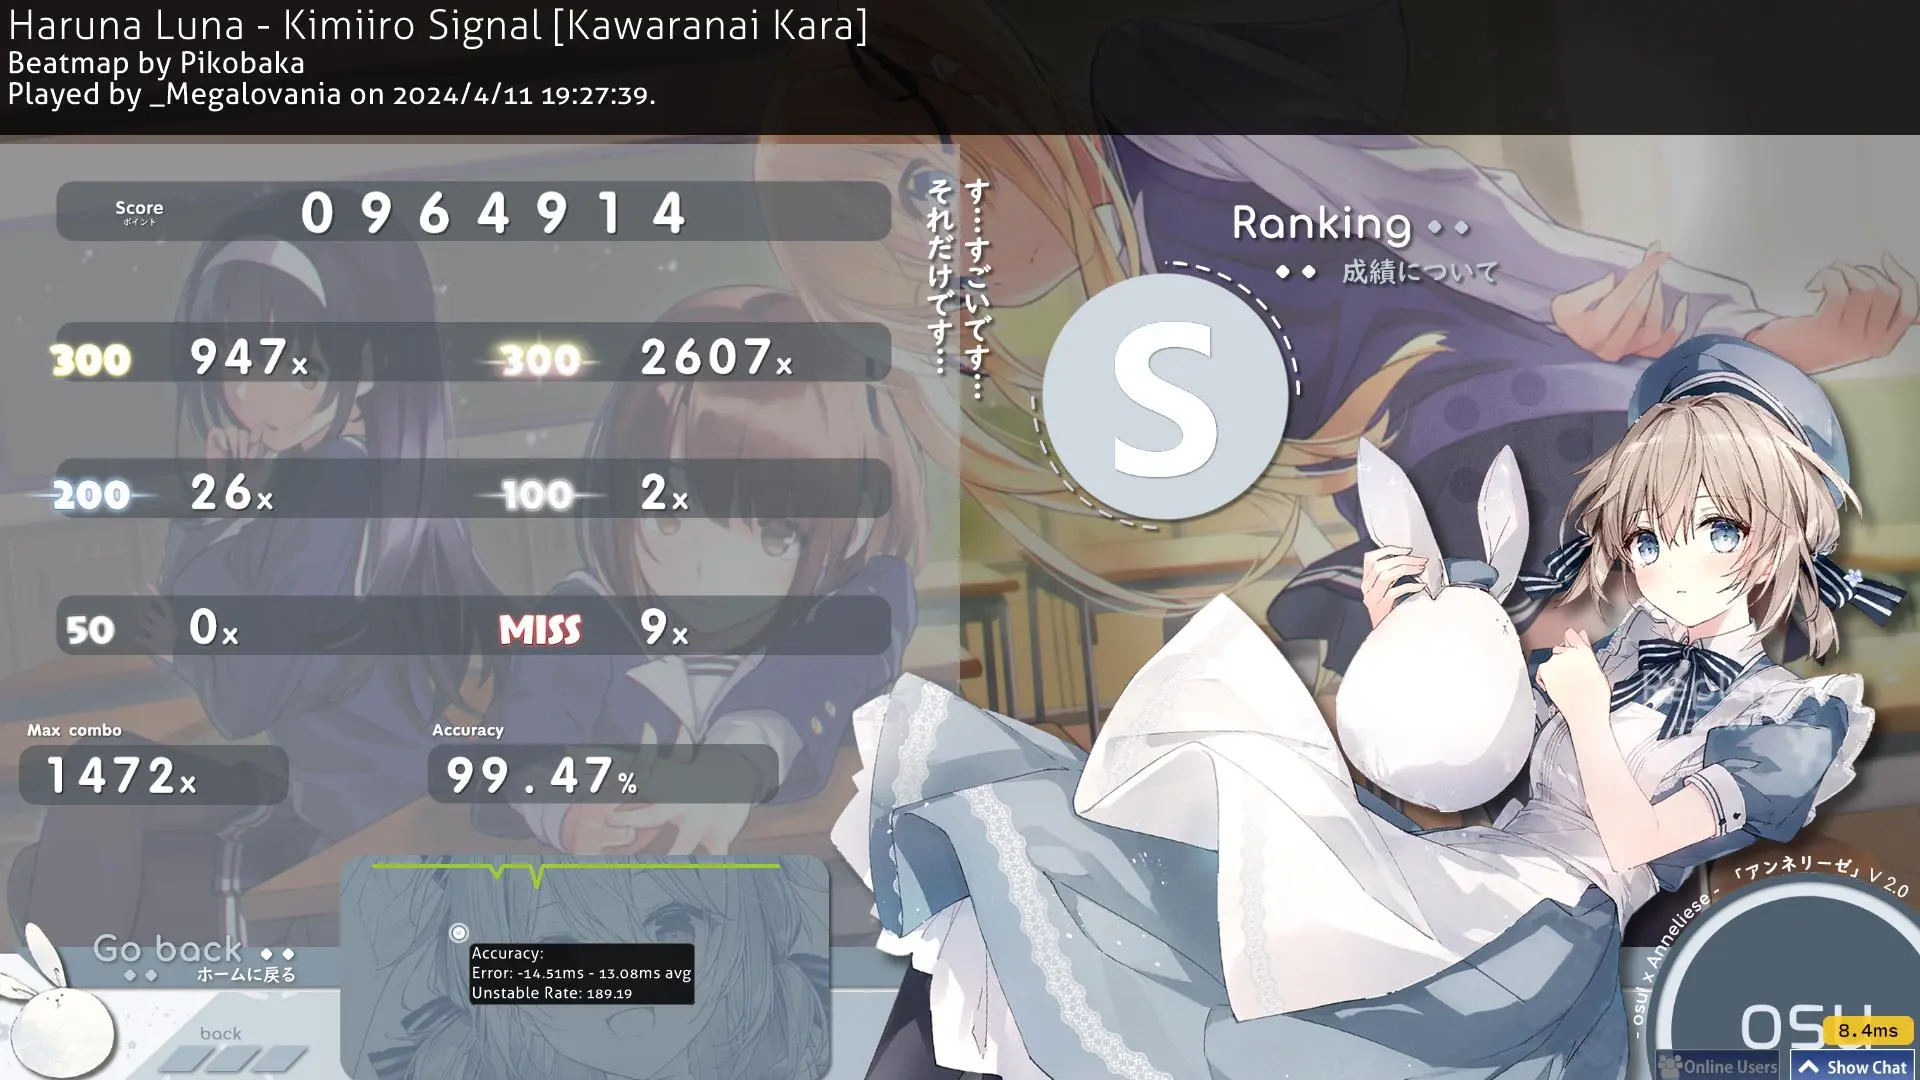 Haruna Luna - Kimiiro Signal [Kawaranai Kara]
Beatmap by Pikobaka
Played by _Megalovania on 2024/4/11 19:27:39.
Score
ポイント
0964914
300 947x 300 2607x
200 26x 100 2x
50 0x MISS 9x
Max combo
1472x
Accuracy
99.47%
す…すごいです…
それだけです…
Ranking
成績について
S
Accuracy:
Error: -14.51ms - 13.08ms avg
Unstable Rate: 189.19
Go back
ホームに戻る
back
- osu! x Anneliese - 「アンネリーゼ」 V 2.0
osu
8.4ms
Online Users
Show Chat